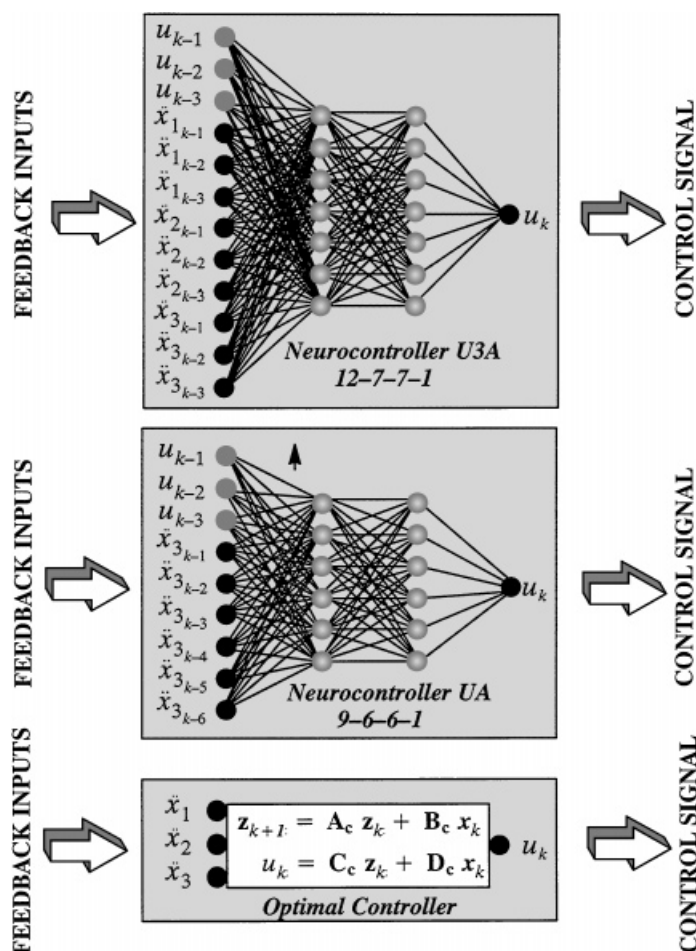 FEEDBACK INPUTS
u_{k-1}
u_{k-2}
u_{k-3}
ẍ_{1_{k-1}}
ẍ_{1_{k-2}}
ẍ_{1_{k-3}}
ẍ_{2_{k-1}}
ẍ_{2_{k-2}}
ẍ_{2_{k-3}}
ẍ_{3_{k-1}}
ẍ_{3_{k-2}}
ẍ_{3_{k-3}}
u_k
Neurocontroller U3A
12–7–7–1
CONTROL SIGNAL
FEEDBACK INPUTS
u_{k-1}
u_{k-2}
u_{k-3}
ẍ_{3_{k-1}}
ẍ_{3_{k-2}}
ẍ_{3_{k-3}}
ẍ_{3_{k-4}}
ẍ_{3_{k-5}}
ẍ_{3_{k-6}}
u_k
Neurocontroller UA
9–6–6–1
CONTROL SIGNAL
FEEDBACK INPUTS
ẍ_1
ẍ_2
ẍ_3
z_{k+1} = A_c z_k + B_c x_k
u_k = C_c z_k + D_c x_k
u_k
Optimal Controller
CONTROL SIGNAL